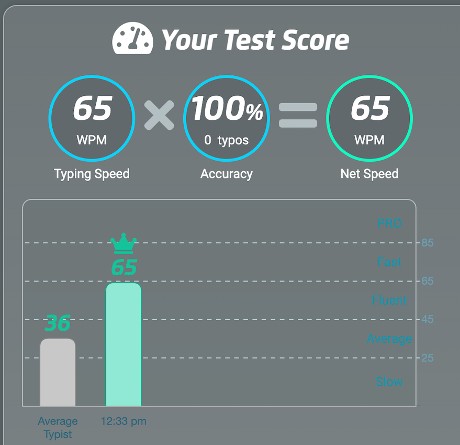 Your Test Score
65 × 100% = 65
WPM 0 typos WPM
Typing Speed Accuracy Net Speed
PRO
85
Fast
65
65
Fluent
45
36
Average
25
Slow
Average 12:33 pm
Typist